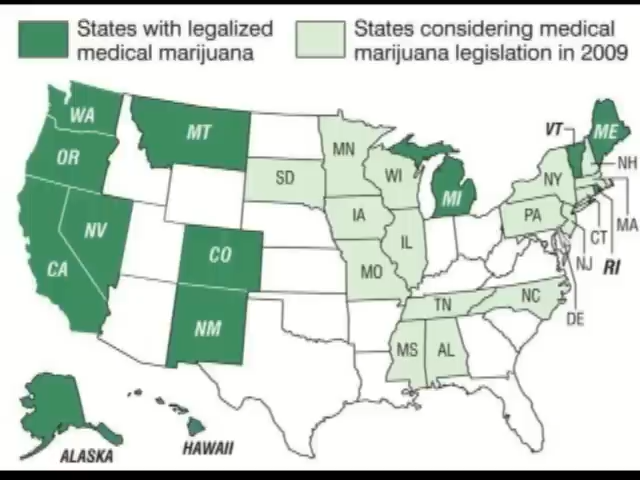 States with legalized
medical marijuana
States considering medical
marijuana legislation in 2009
WA
MT
OR
NV
CA
CO
NM
SD
MN
WI
IA
IL
MO
MI
VT
ME
NH
NY
MA
PA
CT
RI
NJ
DE
TN
NC
MS
AL
ALASKA
HAWAII